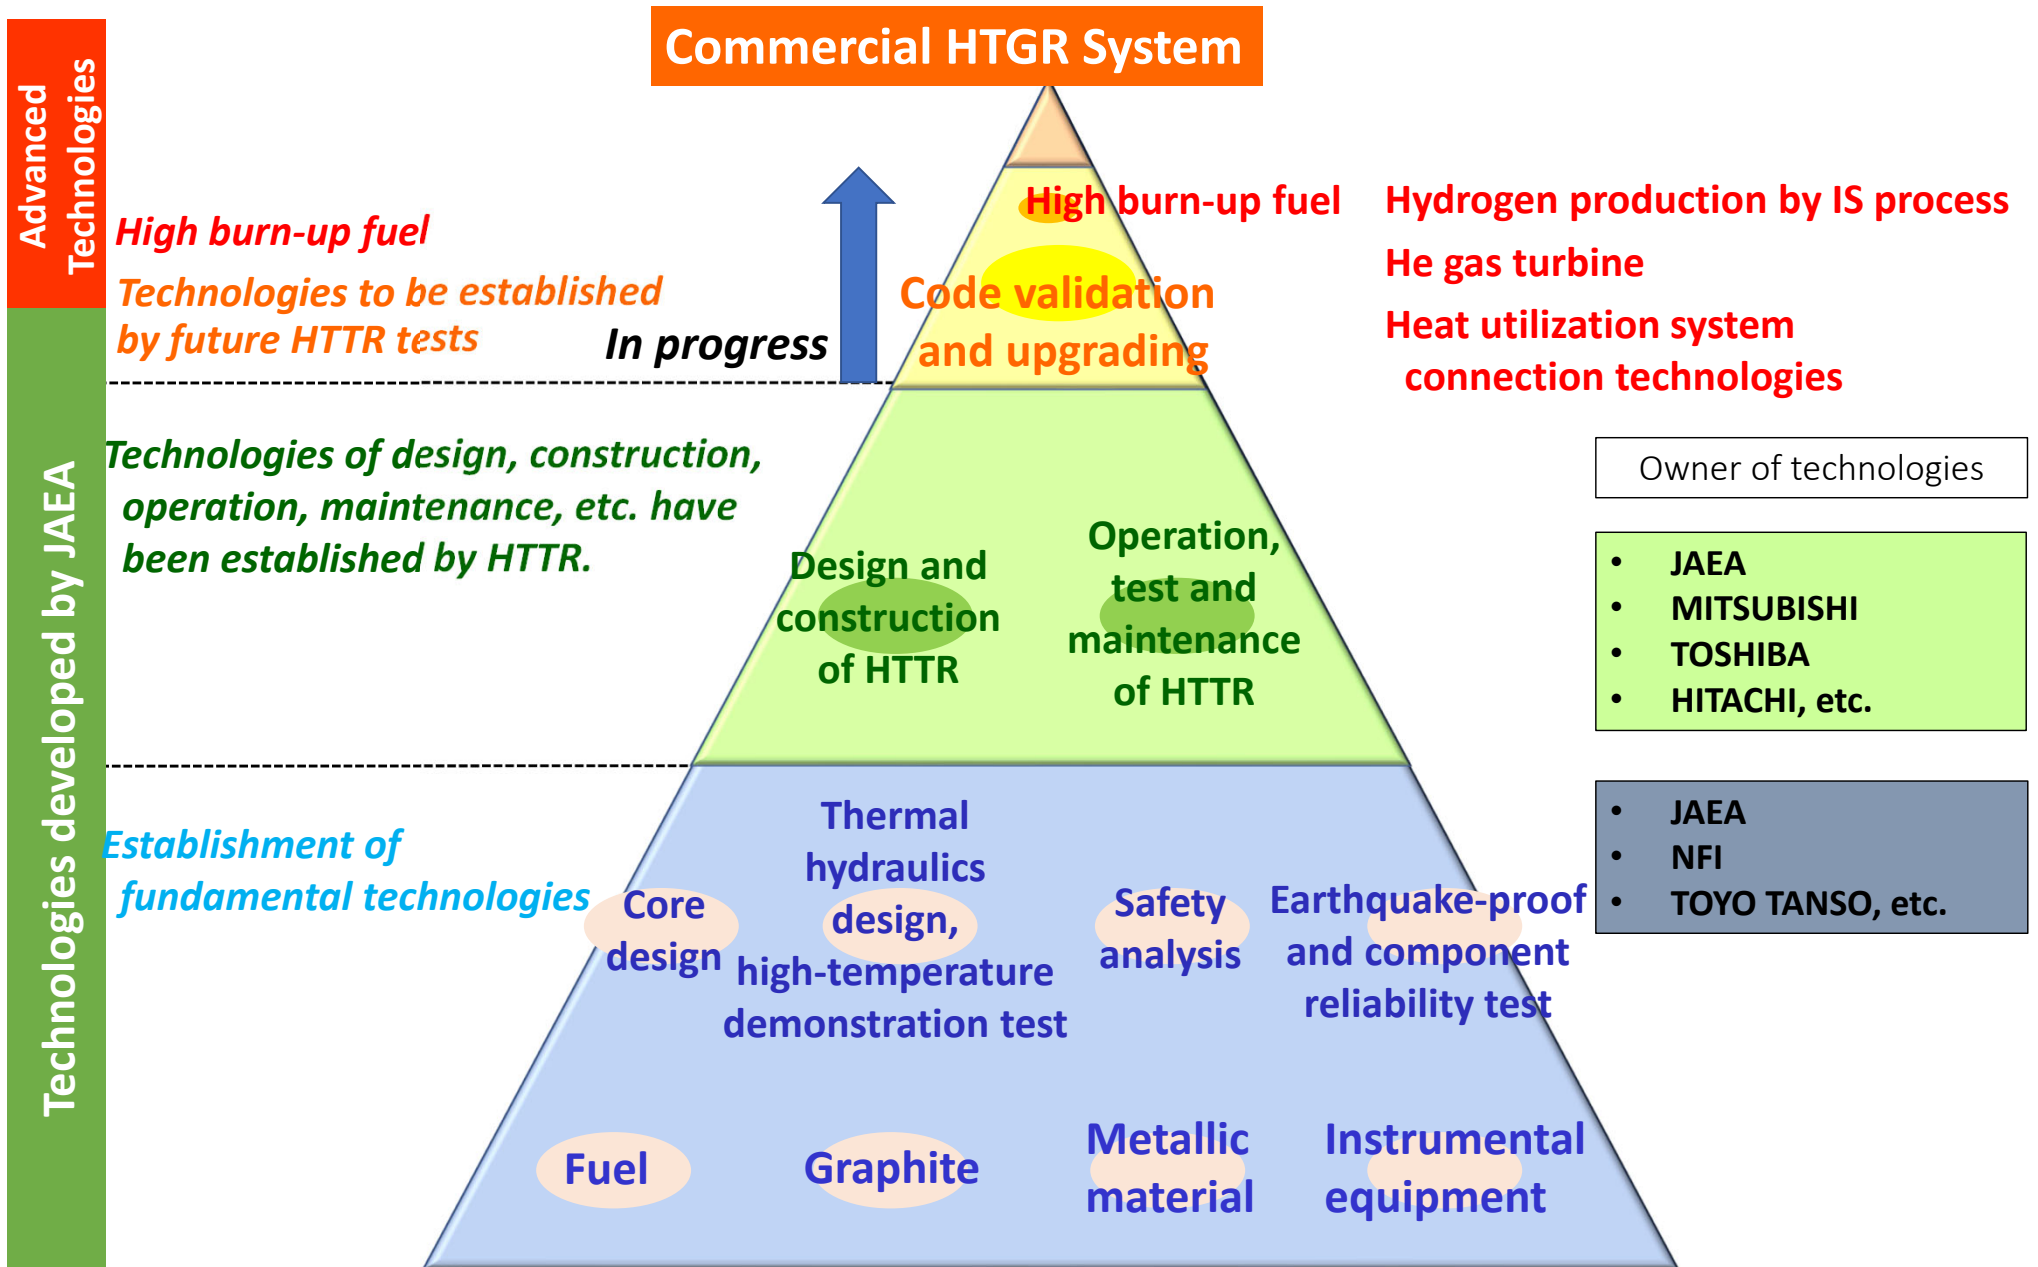 Commercial HTGR System
Advanced
Technologies
Technologies developed by JAEA
High burn-up fuel
Technologies to be established
by future HTTR tests
In progress
High burn-up fuel
Code validation
and upgrading
Hydrogen production by IS process
He gas turbine
Heat utilization system
connection technologies
Technologies of design, construction,
operation, maintenance, etc. have
been established by HTTR.
Design and
construction
of HTTR
Operation,
test and
maintenance
of HTTR
Owner of technologies
• JAEA
• MITSUBISHI
• TOSHIBA
• HITACHI, etc.
Establishment of
fundamental technologies
Core
design
Thermal
hydraulics
design,
high-temperature
demonstration test
Safety
analysis
Earthquake-proof
and component
reliability test
• JAEA
• NFI
• TOYO TANSO, etc.
Fuel
Graphite
Metallic
material
Instrumental
equipment